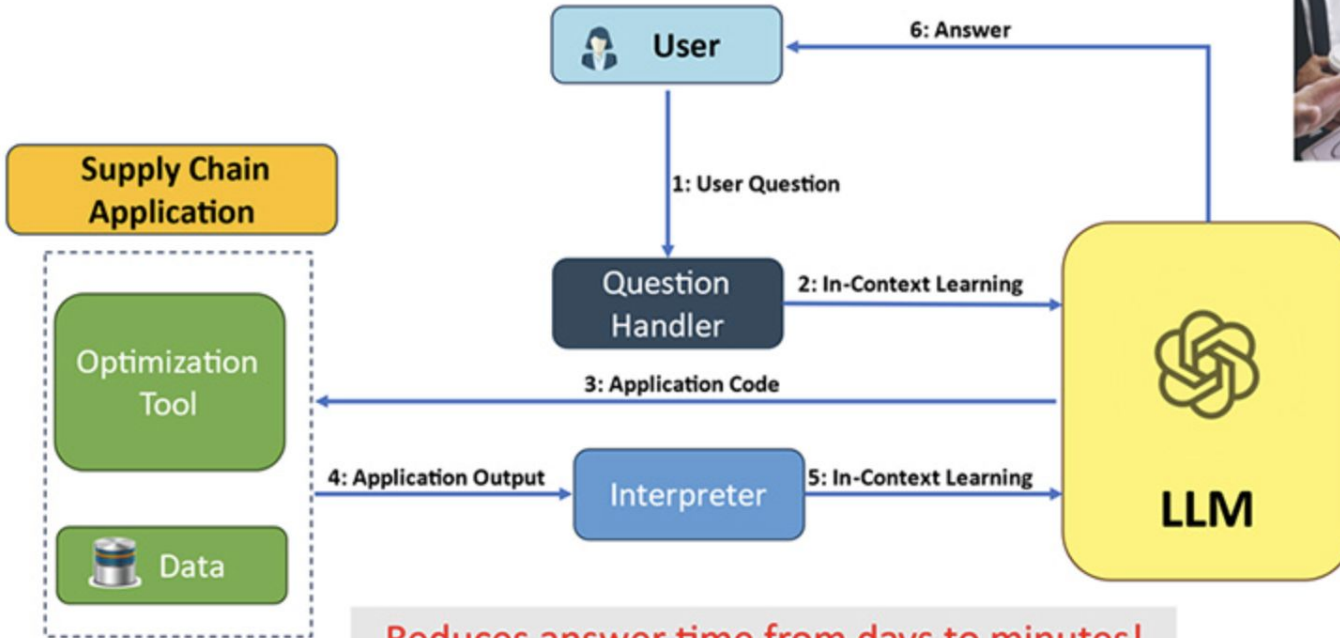 User
6: Answer
Supply Chain
Application
1: User Question
Question
Handler
2: In-Context Learning
Optimization
Tool
3: Application Code
4: Application Output
Interpreter
5: In-Context Learning
LLM
Data
Reduces answer time from days to minutes!